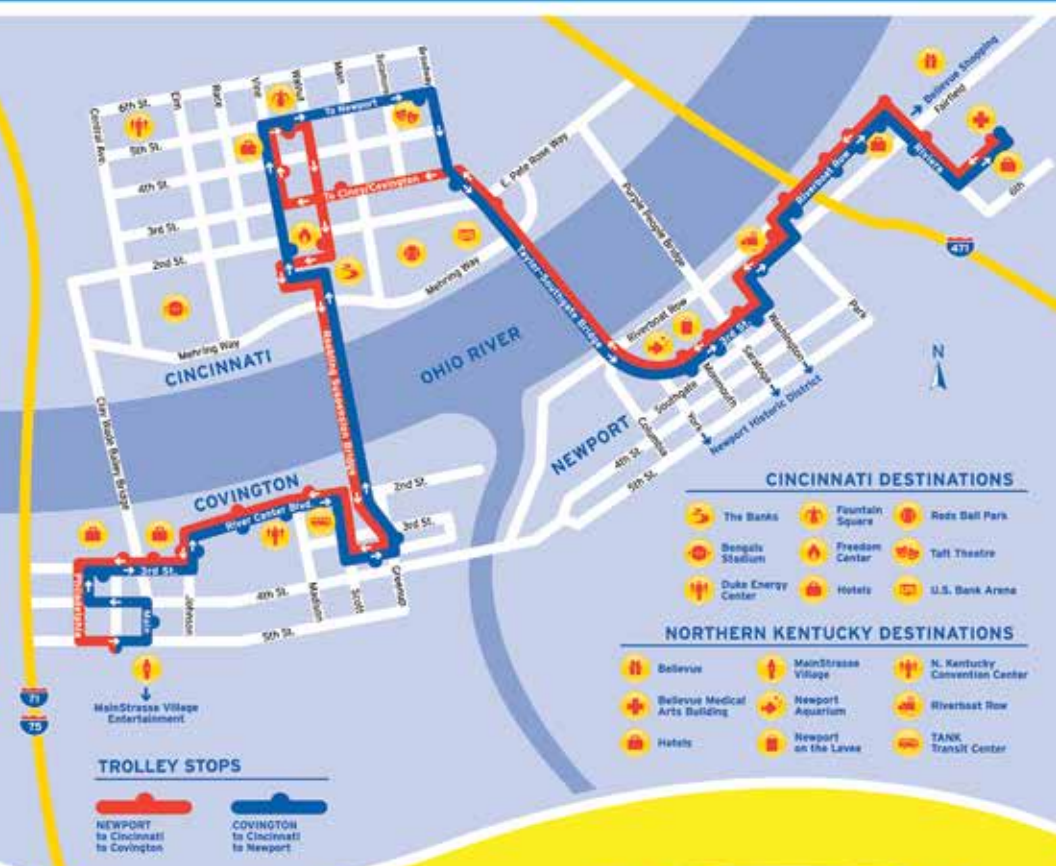 6th St.
5th St.
4th St.
3rd St.
2nd St.
Central Ave.
Elm
Race
Vine
Walnut
Main
Sycamore
Broadway
To Newport
To Cincy/Covington
E. Pete Rose Way
Mehring Way
Mehring Way
CINCINNATI
OHIO RIVER
Clay Wade Bailey Bridge
Roebling Suspension Bridge
Taylor-Southgate Bridge
Purple People Bridge
Bellevue Shopping
Fairfield
Riviera
6th
Riverboat Row
471
Riverboat Row
3rd St.
Park
Washington
Saratoga
Monmouth
Southgate
York
Columbia
Newport Historic District
NEWPORT
4th St.
5th St.
N
COVINGTON
River Center Blvd.
2nd St.
3rd St.
3rd St.
4th St.
5th St.
Philadelphia
Main
Johnson
Madison
Scott
Greenup
MainStrasse Village
Entertainment
71
75
TROLLEY STOPS
NEWPORT
to Cincinnati
to Covington
COVINGTON
to Cincinnati
to Newport
CINCINNATI DESTINATIONS
The Banks
Fountain
Square
Reds Ball Park
Bengals
Stadium
Freedom
Center
Taft Theatre
Duke Energy
Center
Hotels
U.S. Bank Arena
NORTHERN KENTUCKY DESTINATIONS
Bellevue
MainStrasse
Village
N. Kentucky
Convention Center
Bellevue Medical
Arts Building
Newport
Aquarium
Riverboat Row
Hotels
Newport
on the Levee
TANK
Transit Center